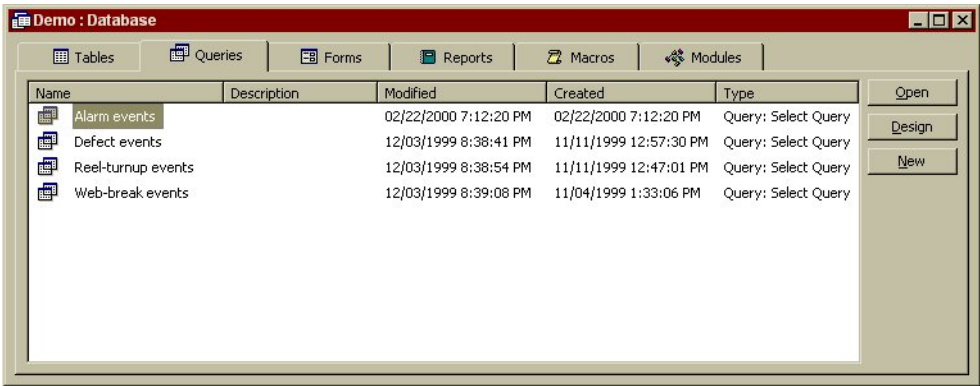 Demo : Database
Tables Queries Forms Reports Macros Modules
Name Description Modified Created Type
Alarm events 02/22/2000 7:12:20 PM 02/22/2000 7:12:20 PM Query: Select Query
Defect events 12/03/1999 8:38:41 PM 11/11/1999 12:57:30 PM Query: Select Query
Reel-turnup events 12/03/1999 8:38:54 PM 11/11/1999 12:47:01 PM Query: Select Query
Web-break events 12/03/1999 8:39:08 PM 11/04/1999 1:33:06 PM Query: Select Query
Open
Design
New